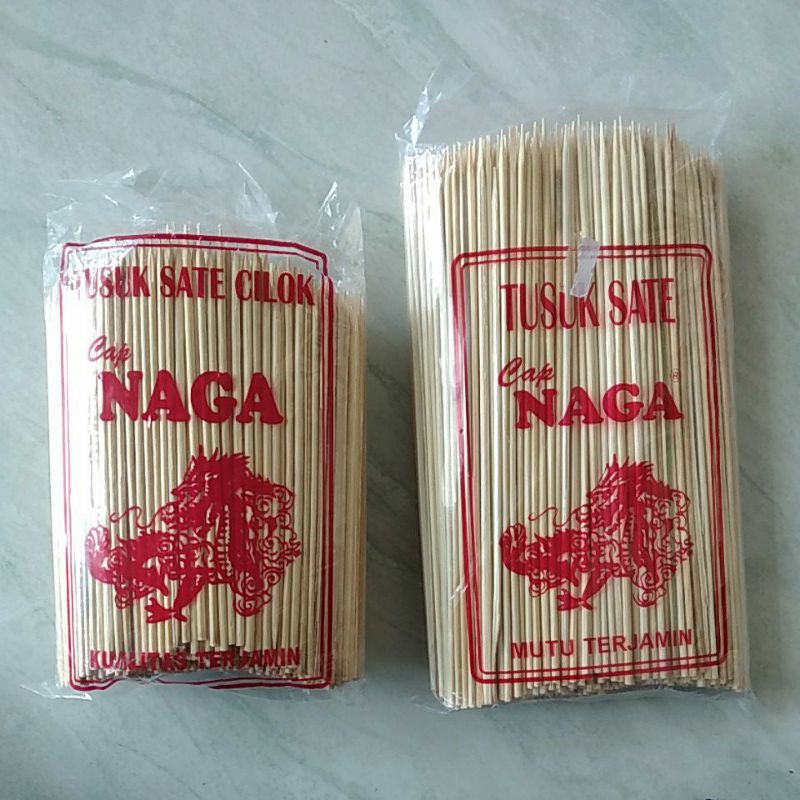 TUSUK SATE CILOK
Cap
NAGA
KUALITAS TERJAMIN
TUSUK SATE
Cap
NAGA®
MUTU TERJAMIN